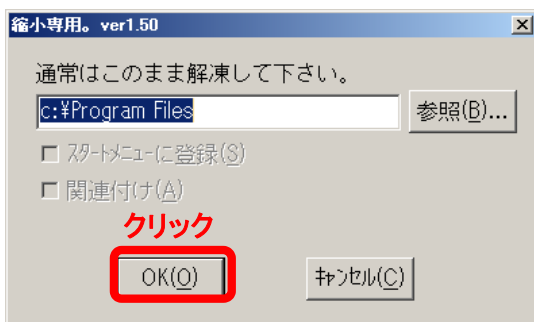 縮小専用。 ver1.50
通常はこのまま解凍して下さい。
c:¥Program Files
参照(B)...
ｽﾀｰﾄﾒﾆｭｰに登録(S)
関連付け(A)
クリック
OK(O)
ｷｬﾝｾﾙ(C)